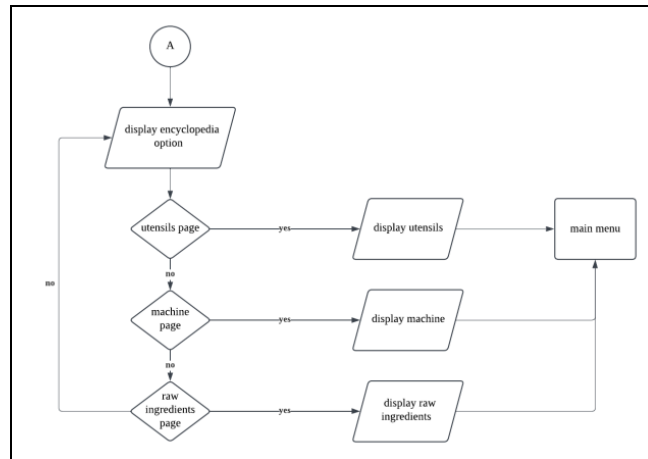 A
display encyclopedia
option
utensils page
yes
display utensils
main menu
no
no
machine
page
yes
display machine
no
raw
ingredients
page
yes
display raw
ingredients